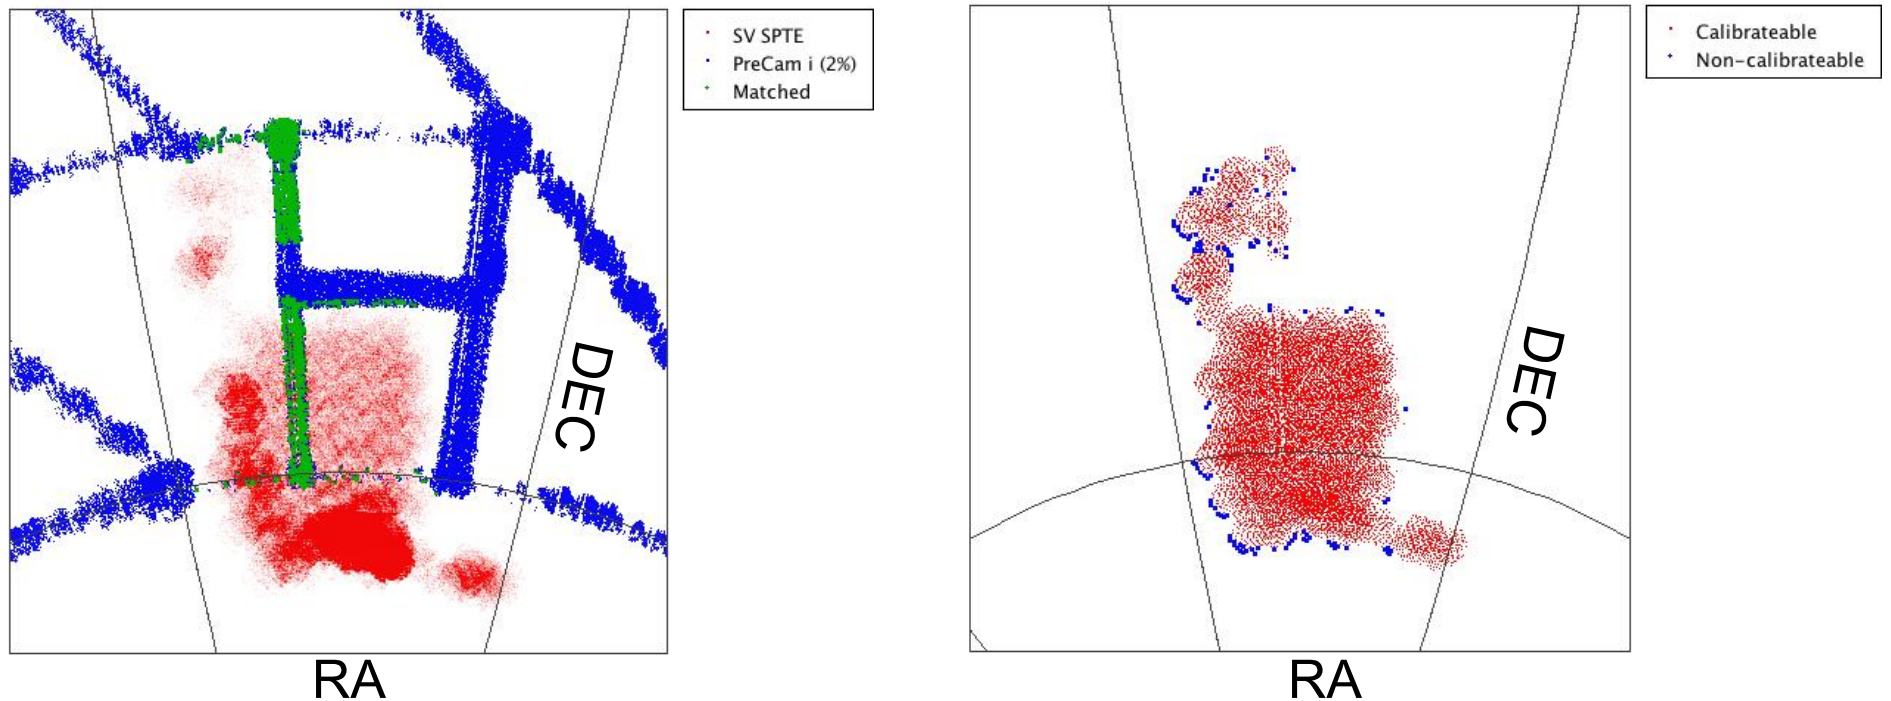 SV SPTE
PreCam i (2%)
Matched
DEC
RA
Calibrateable
Non-calibrateable
DEC
RA